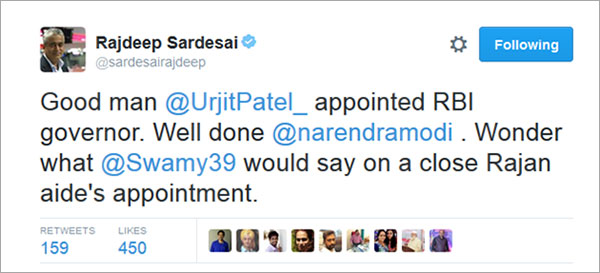 Rajdeep Sardesai
@sardesairajdeep
Following
Good man @UrjitPatel_ appointed RBI
governor. Well done @narendramodi . Wonder
what @Swamy39 would say on a close Rajan
aide's appointment.
RETWEETS LIKES
159 450